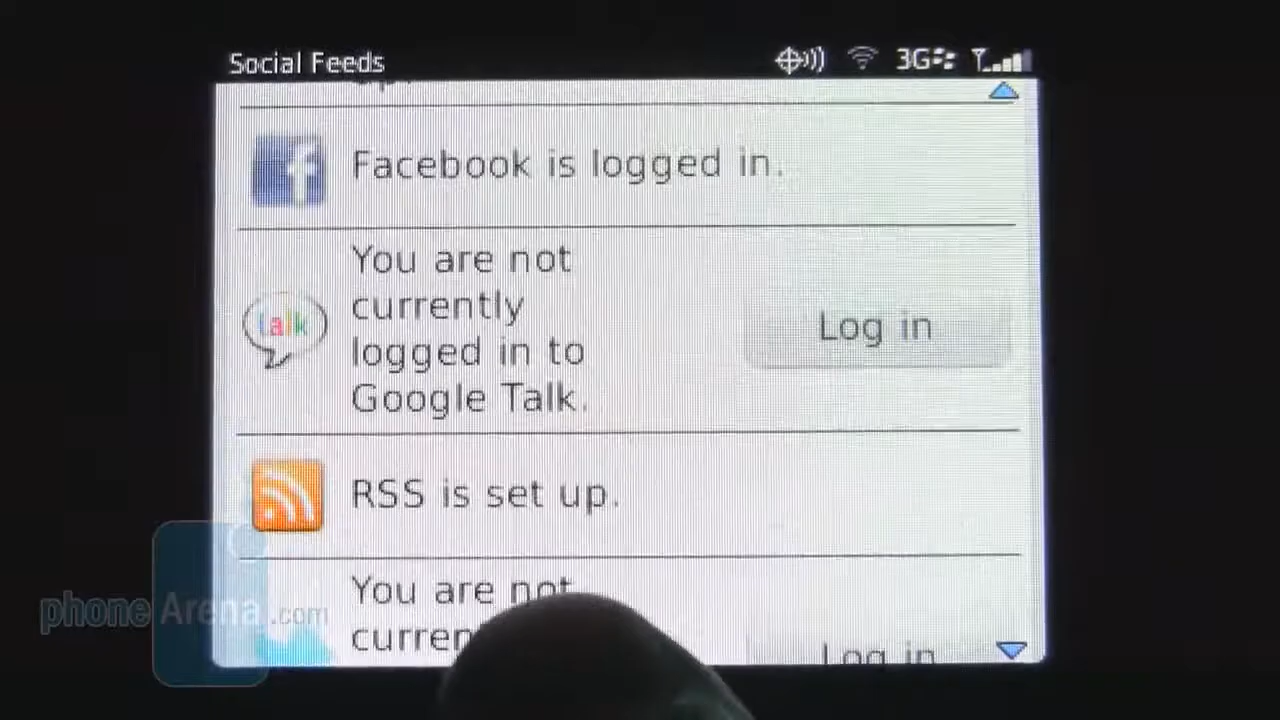 Social Feeds
3G
Facebook is logged in.
You are not
currently
logged in to
Google Talk.
talk
Log in
RSS is set up.
You are not
Log in
phoneArena.com